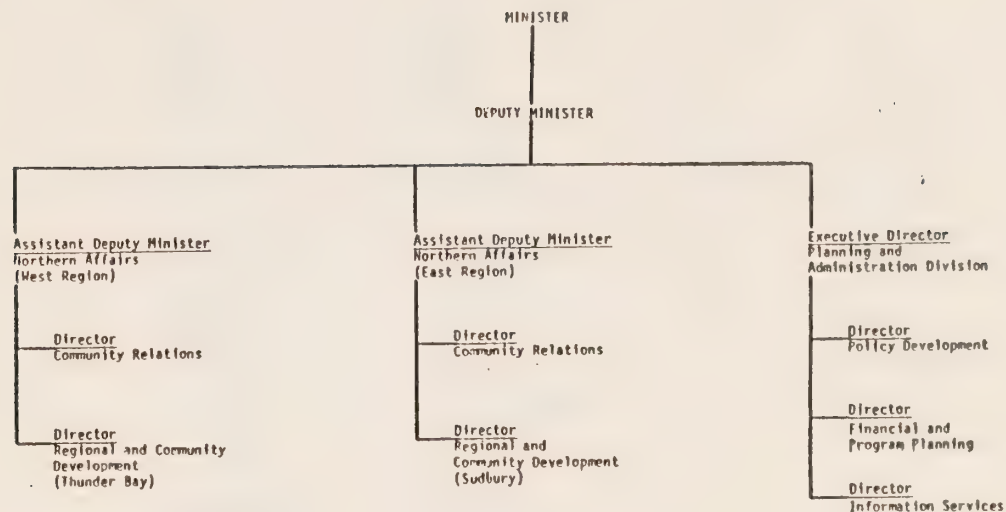 MINISTER
DEPUTY MINISTER
Assistant Deputy Minister
Northern Affairs
(West Region)
Director
Community Relations
Director
Regional and Community
Development
(Thunder Bay)
Assistant Deputy Minister
Northern Affairs
(East Region)
Director
Community Relations
Director
Regional and
Community Development
(Sudbury)
Executive Director
Planning and
Administration Division
Director
Policy Development
Director
Financial and
Program Planning
Director
Information Services